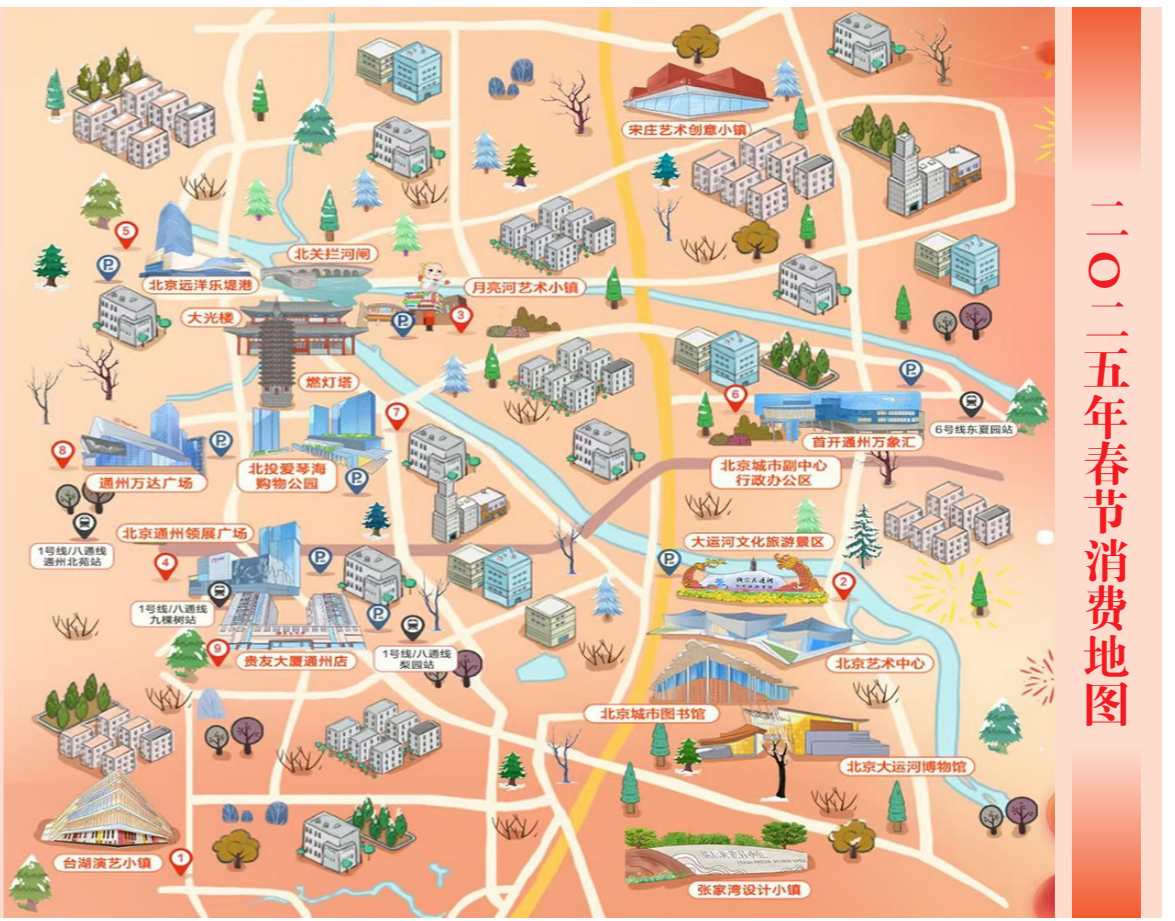 宋庄艺术创意小镇
5
北关拦河闸
北京远洋乐堤港
月亮河艺术小镇
大光楼
3
燃灯塔
6
7
6号线东夏园站
首开通州万象汇
8
通州万达广场
北投爱琴海
购物公园
北京城市副中心
行政办公区
北京通州领展广场
大运河文化旅游景区
1号线/八通线
通州北苑站
4
2
1号线/八通线
九棵树站
9
贵友大厦通州店
1号线/八通线
梨园站
北京艺术中心
北京城市图书馆
北京大运河博物馆
台湖演艺小镇
1
张家湾设计小镇
P
P
P
P
P
P
P
P
二〇二五年春节消费地图